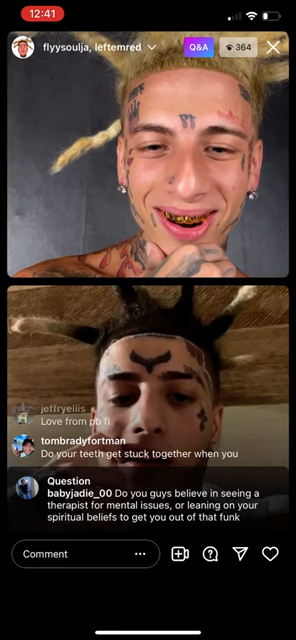 12:41
flyysoulja, leftemred
Q&A
364
jeffryellis
Love from pb fl
tombradyfortman
Do your teeth get stuck together when you
Question
babyjadie_00 Do you guys believe in seeing a
therapist for mental issues, or leaning on your
spiritual beliefs to get you out of that funk
Comment